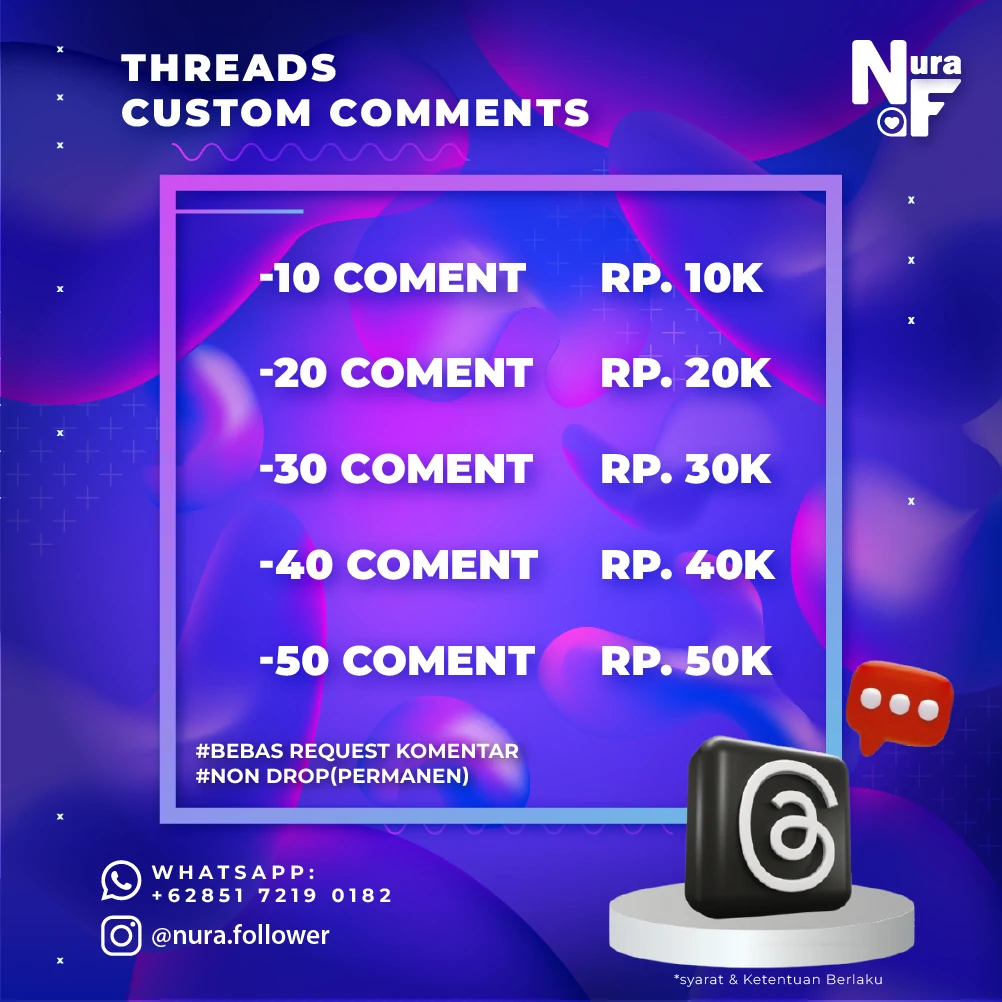 THREADS
CUSTOM COMMENTS
Nura
F
-10 COMENT RP. 10K
-20 COMENT RP. 20K
-30 COMENT RP. 30K
-40 COMENT RP. 40K
-50 COMENT RP. 50K
#BEBAS REQUEST KOMENTAR
#NON DROP(PERMANEN)
WHATSAPP:
+62851 7219 0182
@nura.follower
*syarat & Ketentuan Berlaku